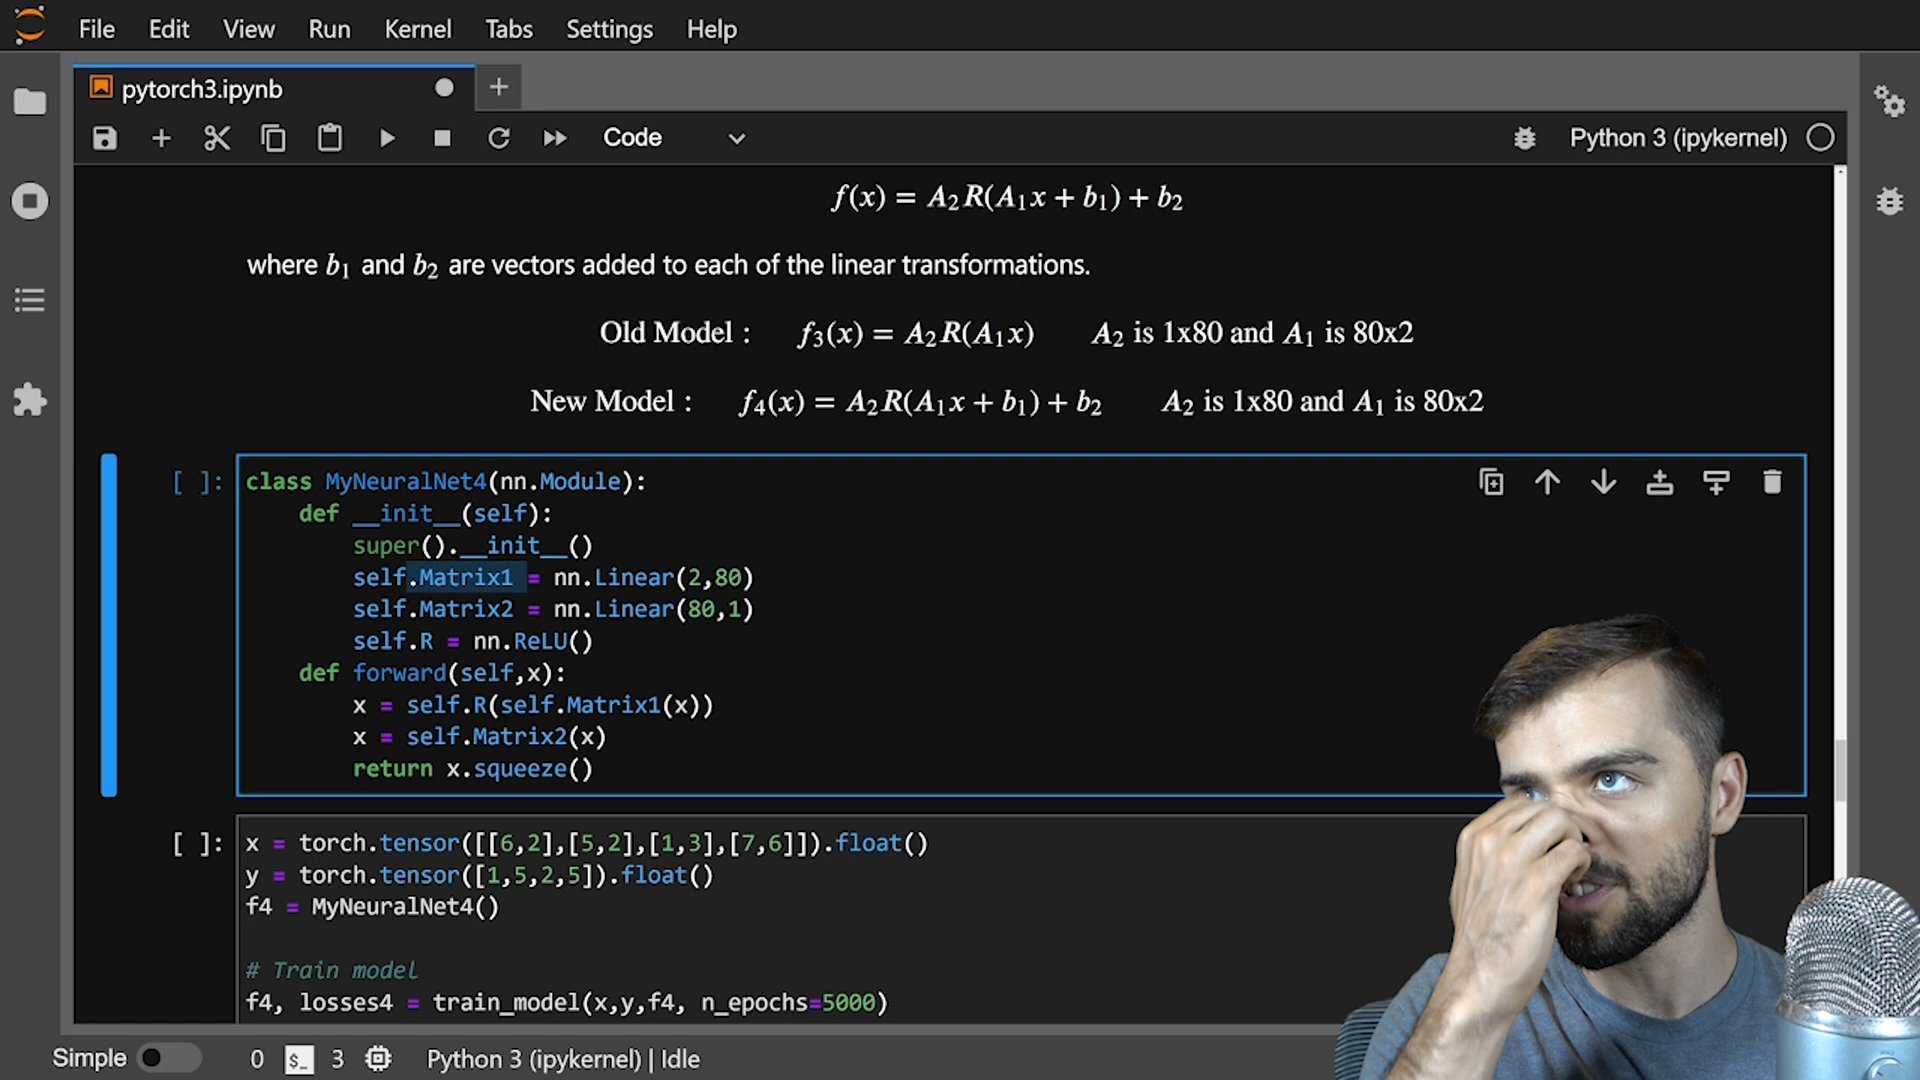 File Edit View Run Kernel Tabs Settings Help
pytorch3.ipynb
Code Python 3 (ipykernel)
f(x) = A₂R(A₁x + b₁) + b₂
where b₁ and b₂ are vectors added to each of the linear transformations.
Old Model : f₃(x) = A₂R(A₁x) A₂ is 1x80 and A₁ is 80x2
New Model : f₄(x) = A₂R(A₁x + b₁) + b₂ A₂ is 1x80 and A₁ is 80x2
[ ]: class MyNeuralNet4(nn.Module):
def __init__(self):
super().__init__()
self.Matrix1 = nn.Linear(2,80)
self.Matrix2 = nn.Linear(80,1)
self.R = nn.ReLU()
def forward(self,x):
x = self.R(self.Matrix1(x))
x = self.Matrix2(x)
return x.squeeze()
[ ]: x = torch.tensor([[6,2],[5,2],[1,3],[7,6]]).float()
y = torch.tensor([1,5,2,5]).float()
f4 = MyNeuralNet4()
# Train model
f4, losses4 = train_model(x,y,f4, n_epochs=5000)
Simple 0 $_ 3 Python 3 (ipykernel) | Idle